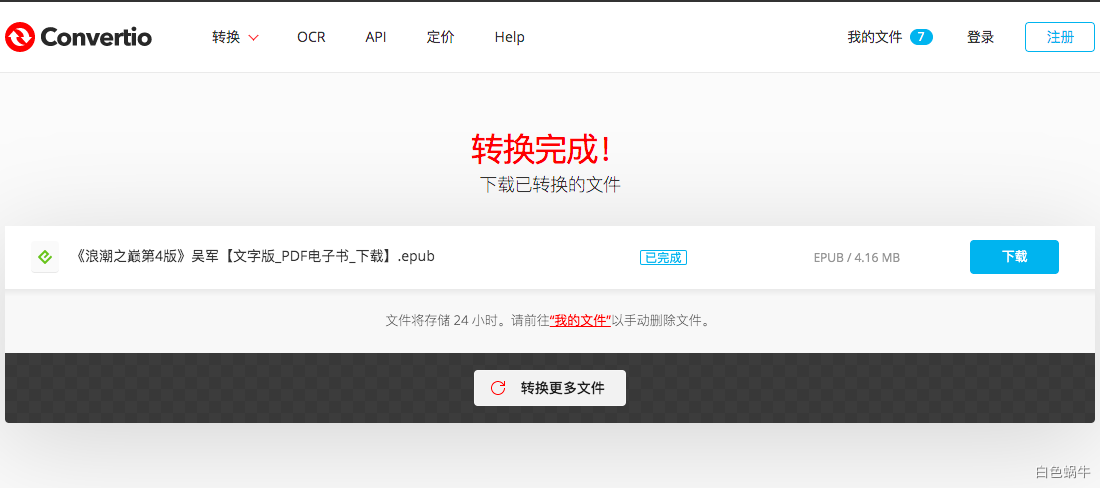 Convertio 转换 OCR API 定价 Help 我的文件 7 登录 注册
转换完成！
下载已转换的文件
《浪潮之巅第4版》吴军【文字版_PDF电子书_下载】.epub 已完成 EPUB / 4.16 MB 下载
文件将存储 24 小时。请前往“我的文件”以手动删除文件。
转换更多文件
白色蜗牛